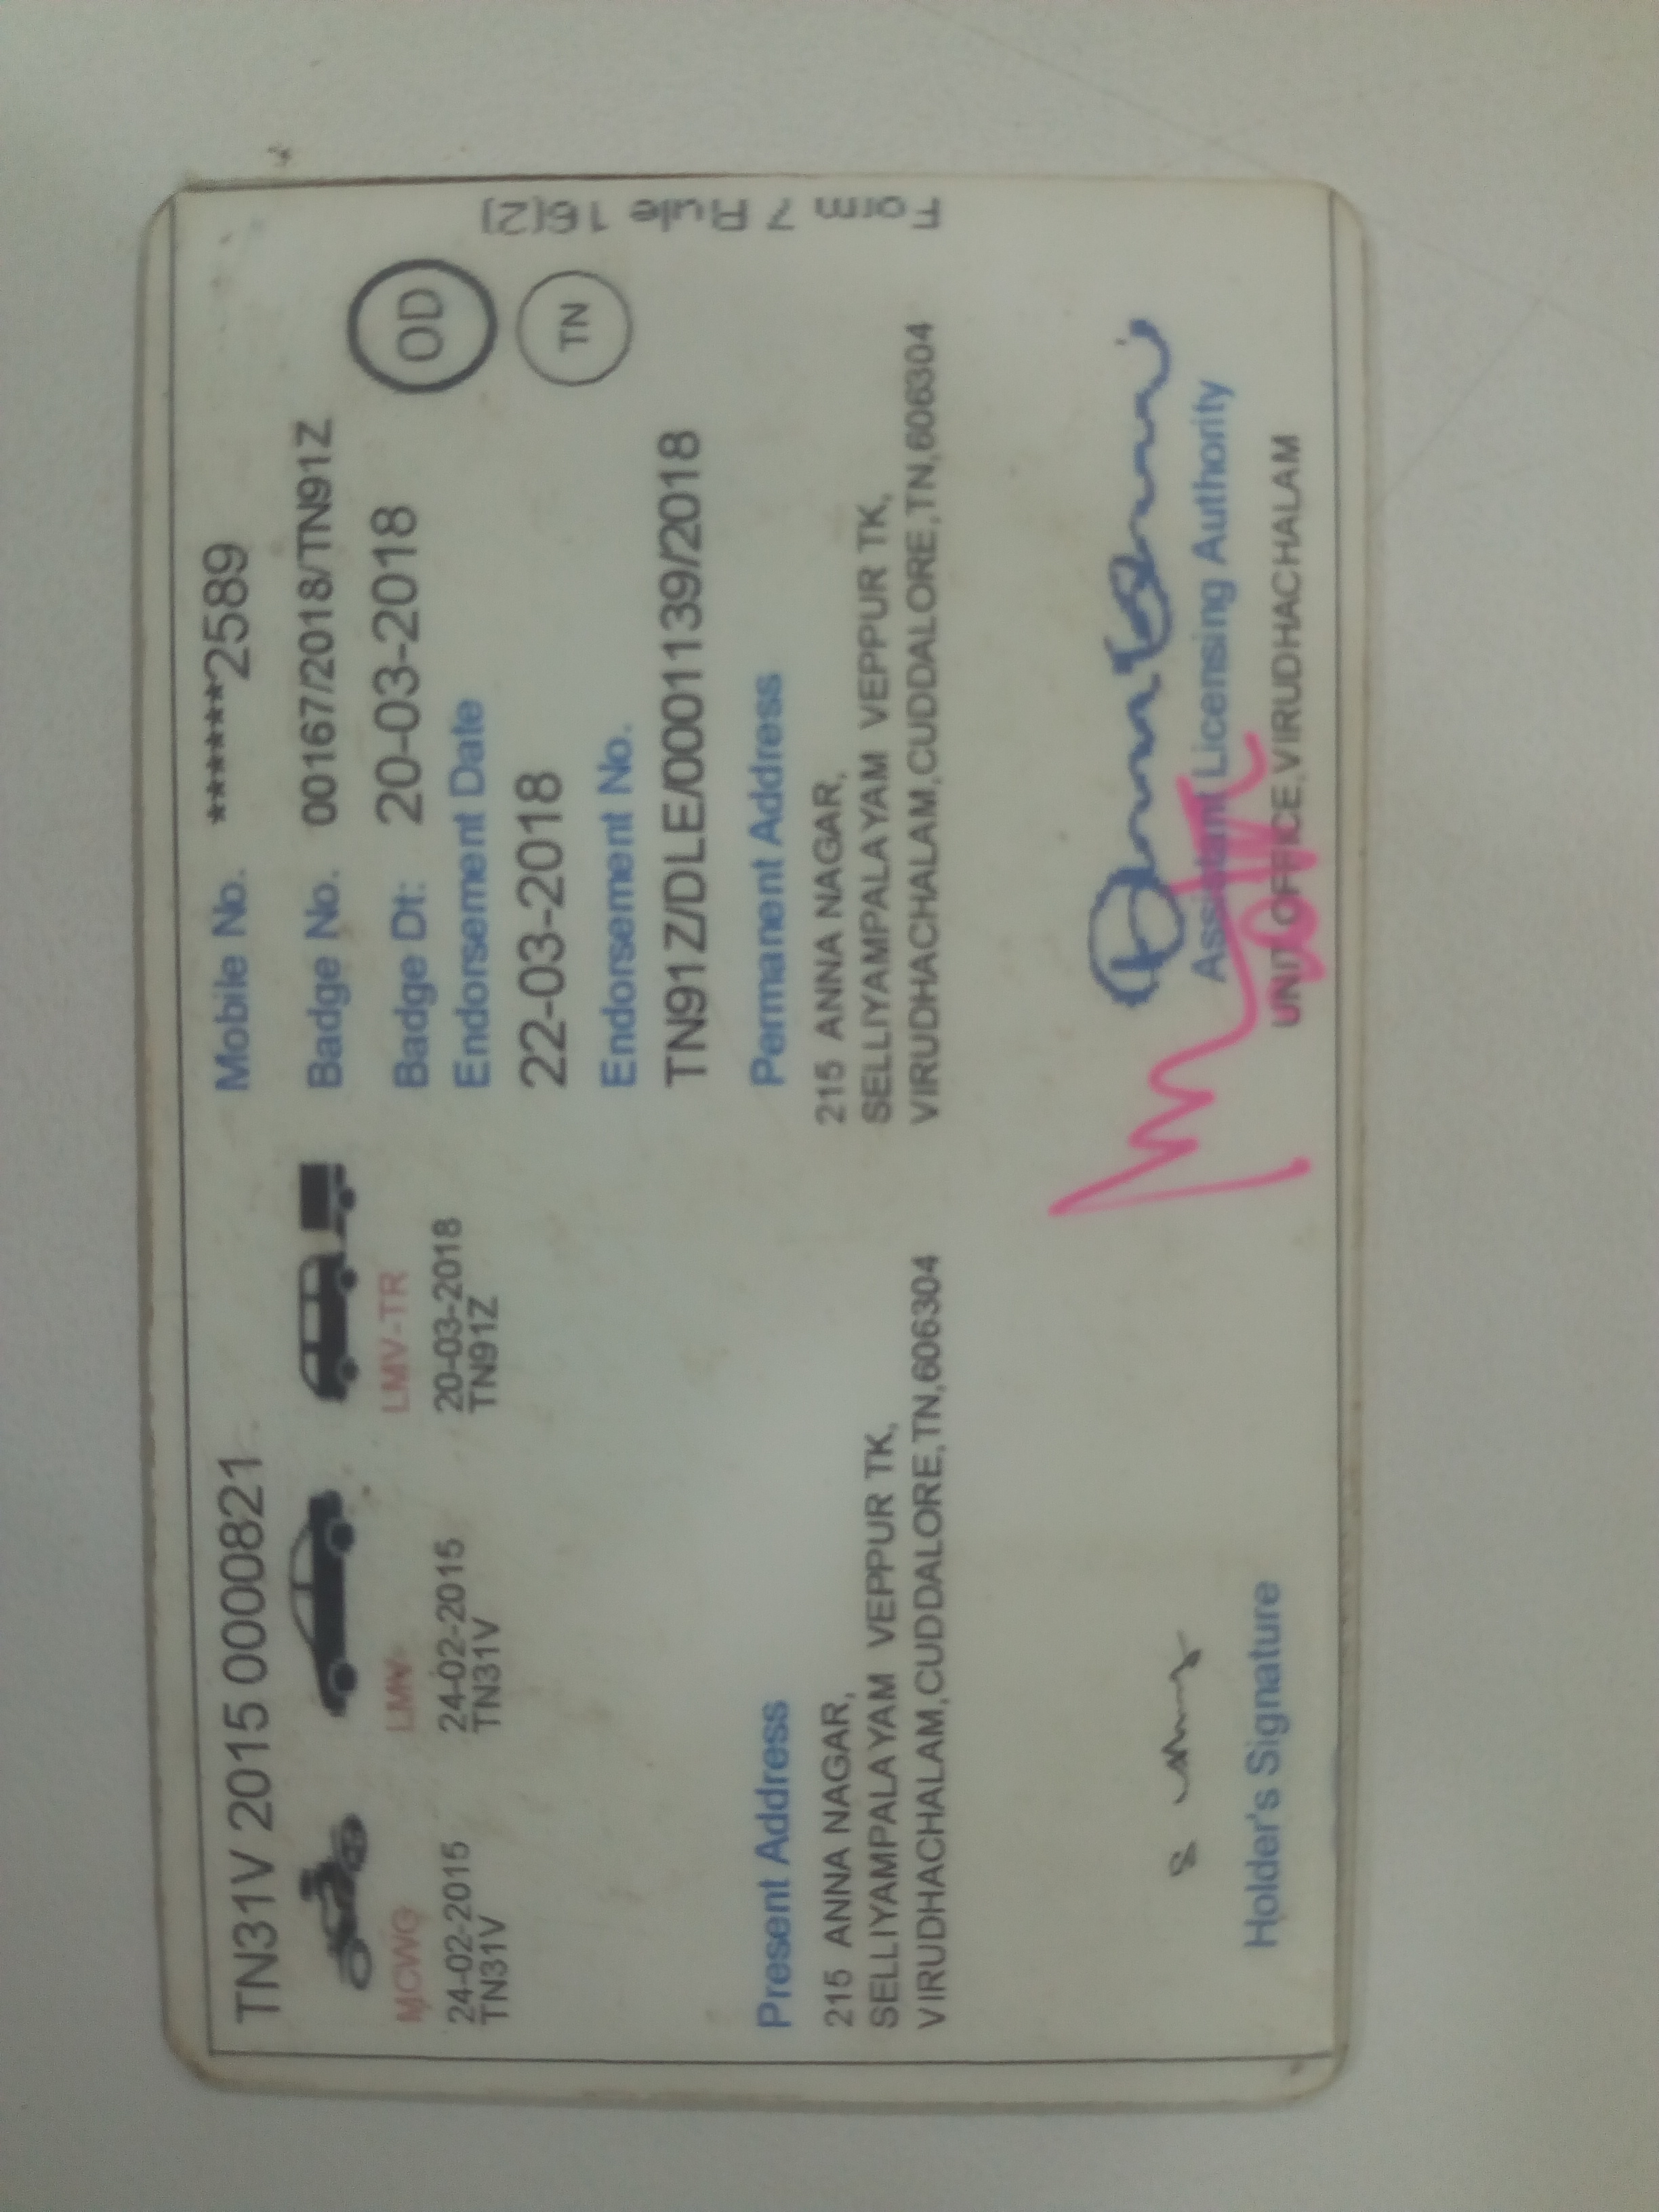 TN31V 2015 0000821
MCWG
24-02-2015
TN31V
LMV
24-02-2015
TN31V
LMV-TR
20-03-2018
TN91Z
Mobile No. ******2589
Badge No. 00167/2018/TN91Z
Badge Dt: 20-03-2018
Endorsement Date
22-03-2018
Endorsement No.
TN91Z/DLE/0001139/2018
OD
TN
Form 7 Rule 16(2)
Present Address
215 ANNA NAGAR,
SELLIYAMPALAYAM VEPPUR TK,
VIRUDHACHALAM,CUDDALORE,TN,606304
Permanent Address
215 ANNA NAGAR,
SELLIYAMPALAYAM VEPPUR TK,
VIRUDHACHALAM,CUDDALORE,TN,606304
Holder's Signature
Assistant Licensing Authority
UNIT OFFICE,VIRUDHACHALAM